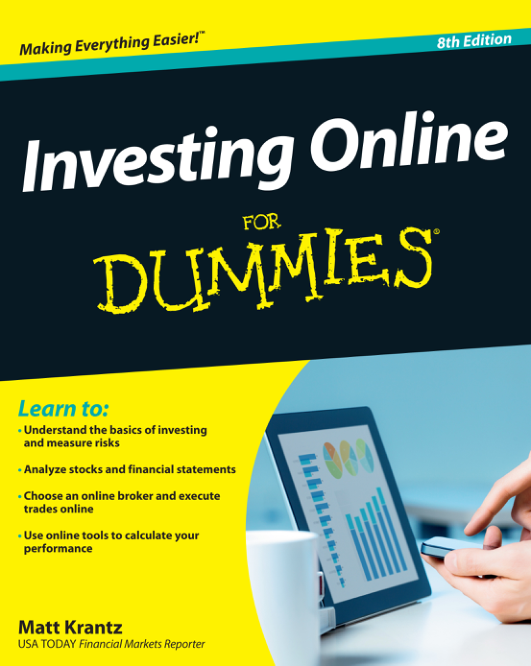 Making Everything Easier!™
8th Edition
Investing Online
FOR
DUMMIES®
Learn to:
• Understand the basics of investing
and measure risks
• Analyze stocks and financial statements
• Choose an online broker and execute
trades online
• Use online tools to calculate your
performance
Matt Krantz
USA TODAY Financial Markets Reporter